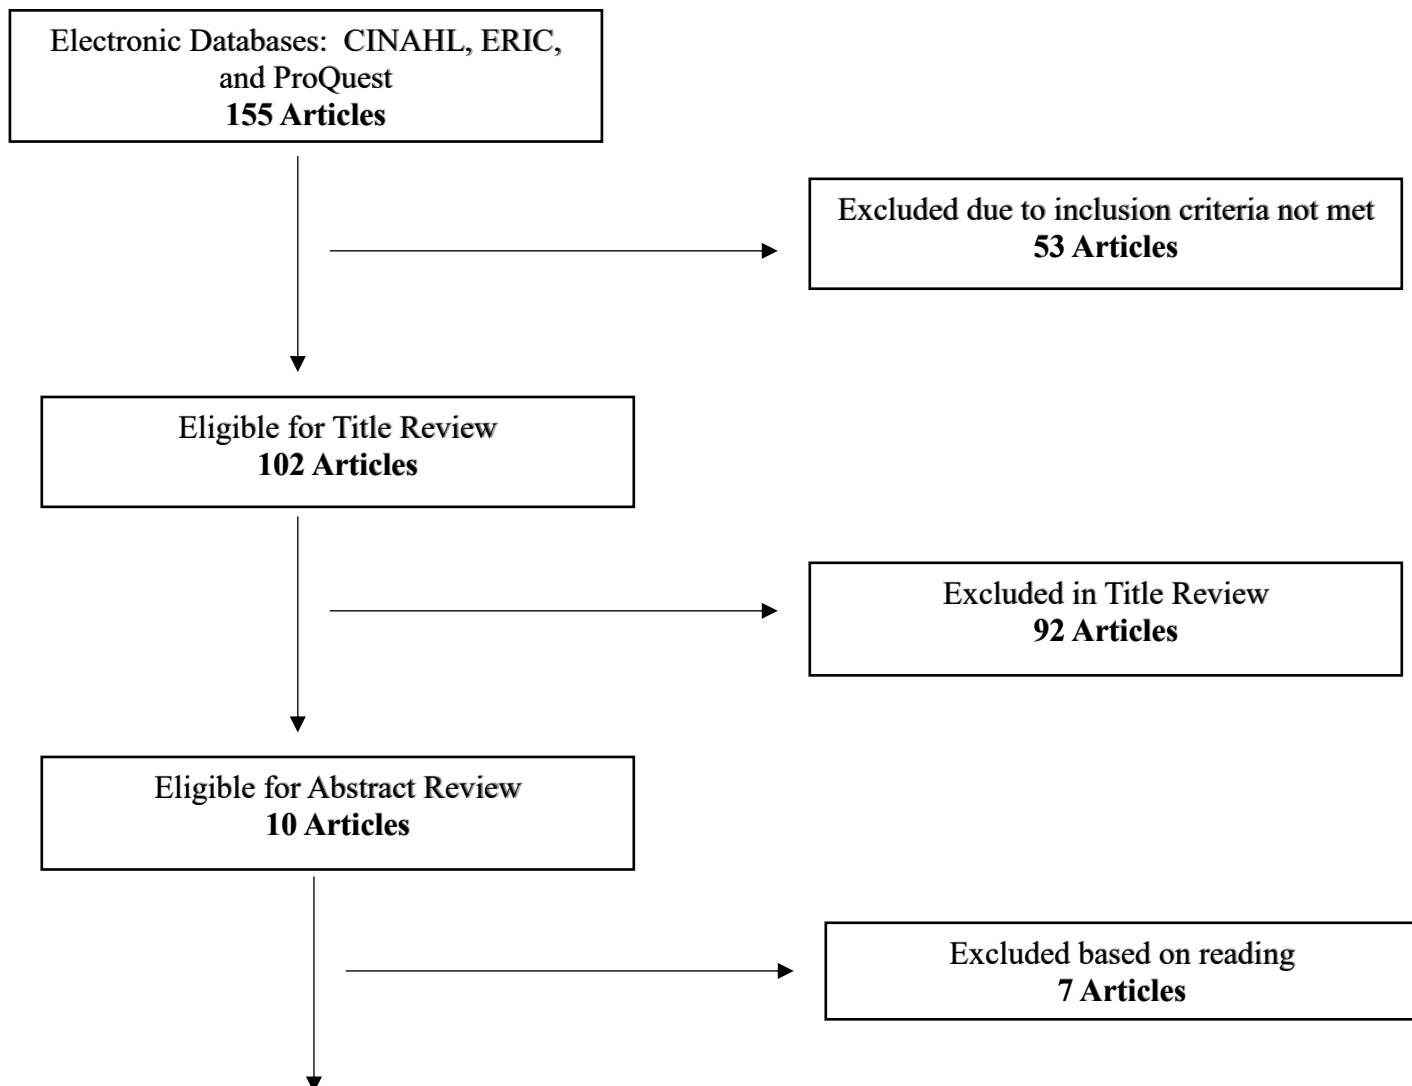 Electronic Databases:  CINAHL, ERIC,
and ProQuest
155 Articles
Excluded due to inclusion criteria not met
53 Articles
Eligible for Title Review
102 Articles
Excluded in Title Review
92 Articles
Eligible for Abstract Review
10 Articles
Excluded based on reading
7 Articles